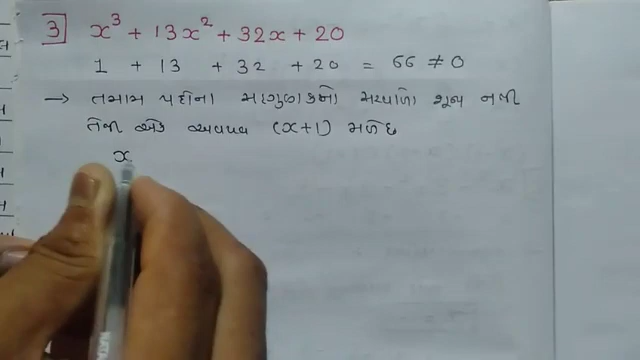 3 x³ + 13x² + 32x + 20
1 + 13 + 32 + 20 = 66 ≠ 0
→ તમામ પદોના સહગુણકોનો સરવાળો શૂન્ય નથી
તેથી એક અવયવ (x+1) મળે છે
x